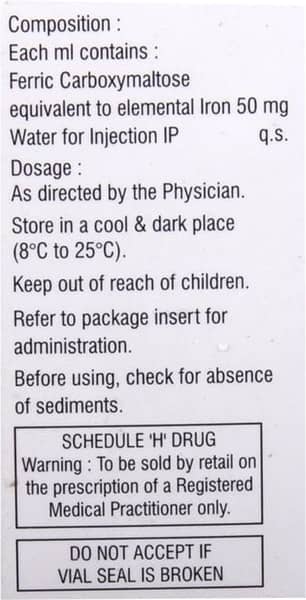 Composition :
Each ml contains :
Ferric Carboxymaltose
equivalent to elemental Iron 50 mg
Water for Injection IP q.s.
Dosage :
As directed by the Physician.
Store in a cool & dark place
(8°C to 25°C).
Keep out of reach of children.
Refer to package insert for
administration.
Before using, check for absence
of sediments.
SCHEDULE 'H' DRUG
Warning : To be sold by retail on
the prescription of a Registered
Medical Practitioner only.
DO NOT ACCEPT IF
VIAL SEAL IS BROKEN